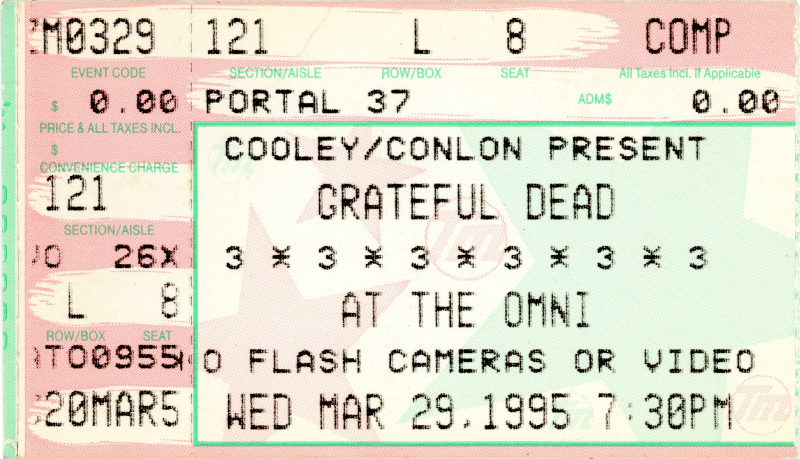 M0329 121 L 8 COMP
EVENT CODE SECTION/AISLE ROW/BOX SEAT All Taxes Incl. If Applicable
$ 0.00 PORTAL 37 ADM$ 0.00
PRICE & ALL TAXES INCL.
$
CONVENIENCE CHARGE
121
SECTION/AISLE
26X
L 8
ROW/BOX SEAT
TO0955
20MAR5
COOLEY/CONLON PRESENT
GRATEFUL DEAD
3 * 3 * 3 * 3 * 3 * 3
AT THE OMNI
O FLASH CAMERAS OR VIDEO
WED MAR 29,1995 7:30PM